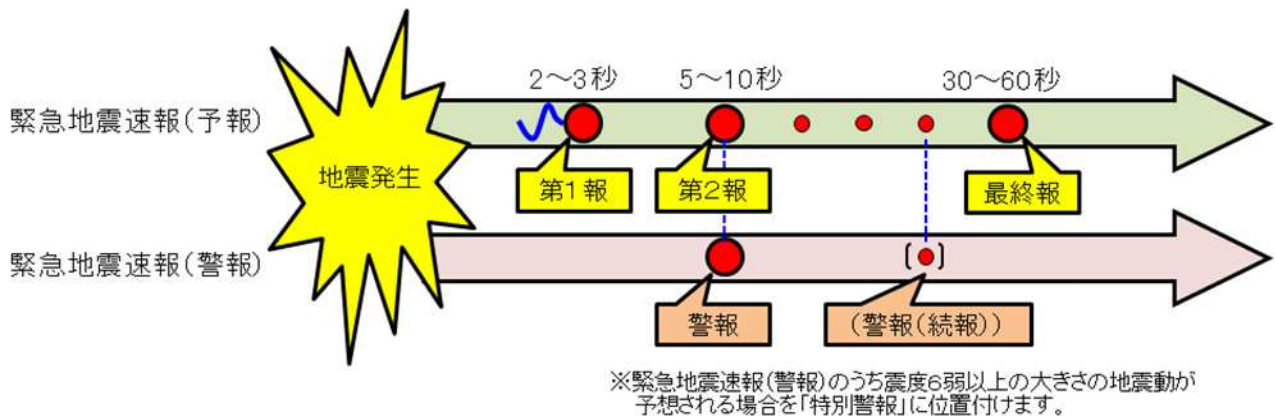 2～3秒
5～10秒
30～60秒
緊急地震速報(予報)
地震発生
第1報
第2報
最終報
緊急地震速報(警報)
[ ]
警報
(警報(続報))
※緊急地震速報(警報)のうち震度6弱以上の大きさの地震動が
予想される場合を「特別警報」に位置付けます。